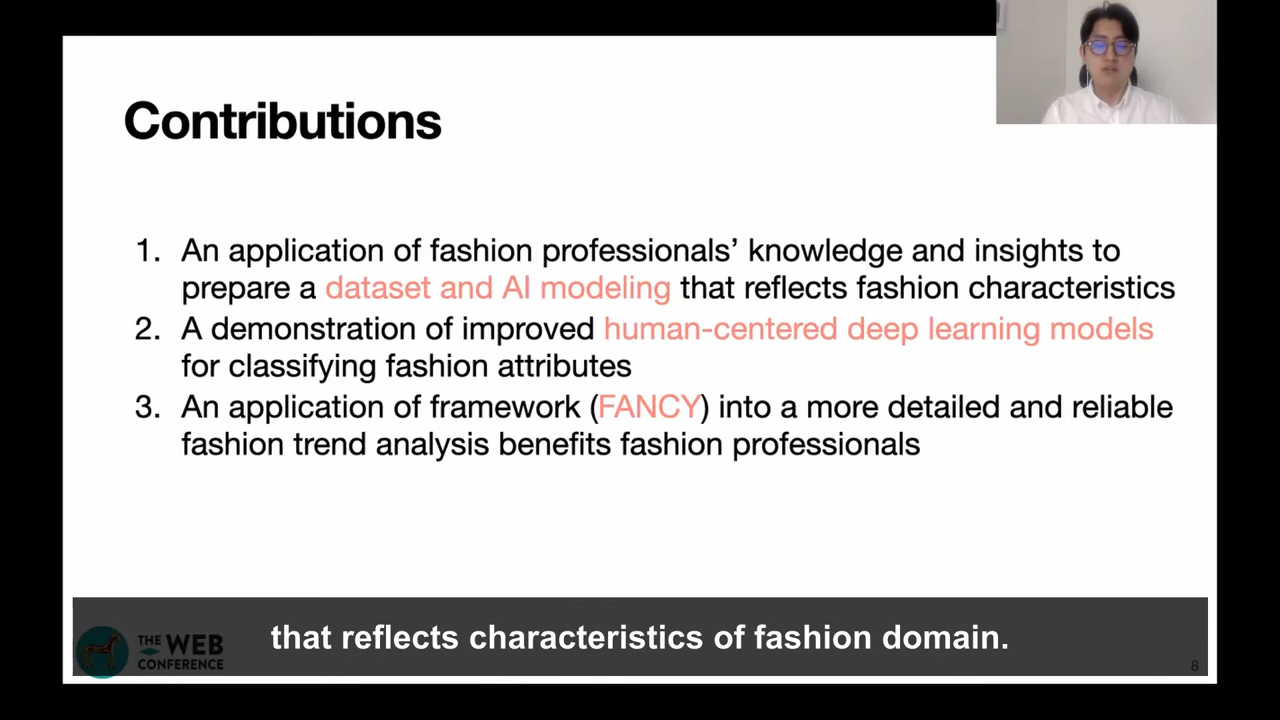 Contributions
1. An application of fashion professionals’ knowledge and insights to
prepare a dataset and AI modeling that reflects fashion characteristics
2. A demonstration of improved human-centered deep learning models
for classifying fashion attributes
3. An application of framework (FANCY) into a more detailed and reliable
fashion trend analysis benefits fashion professionals
that reflects characteristics of fashion domain.
THE WEB
CONFERENCE
8